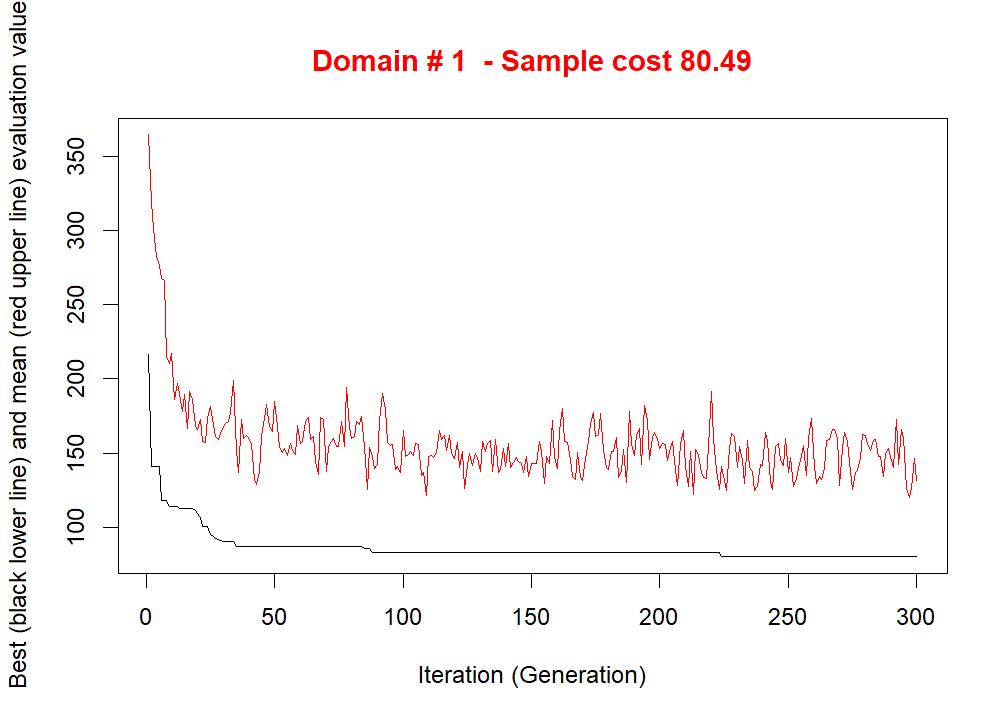 Domain # 1  - Sample cost 80.49
Best (black lower line) and mean (red upper line) evaluation value
350
300
250
200
150
100
0 50 100 150 200 250 300
Iteration (Generation)